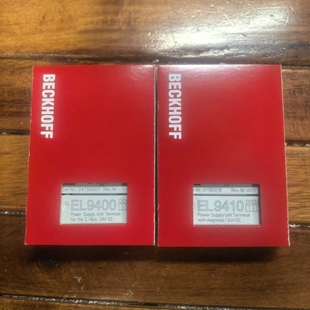 BECKHOFF
EL9400
Power Supply Unit Terminal
for the E-Bus, 24V DC
BECKHOFF
EL9410
Power Supply Unit Terminal
with diagnosis / 24V DC